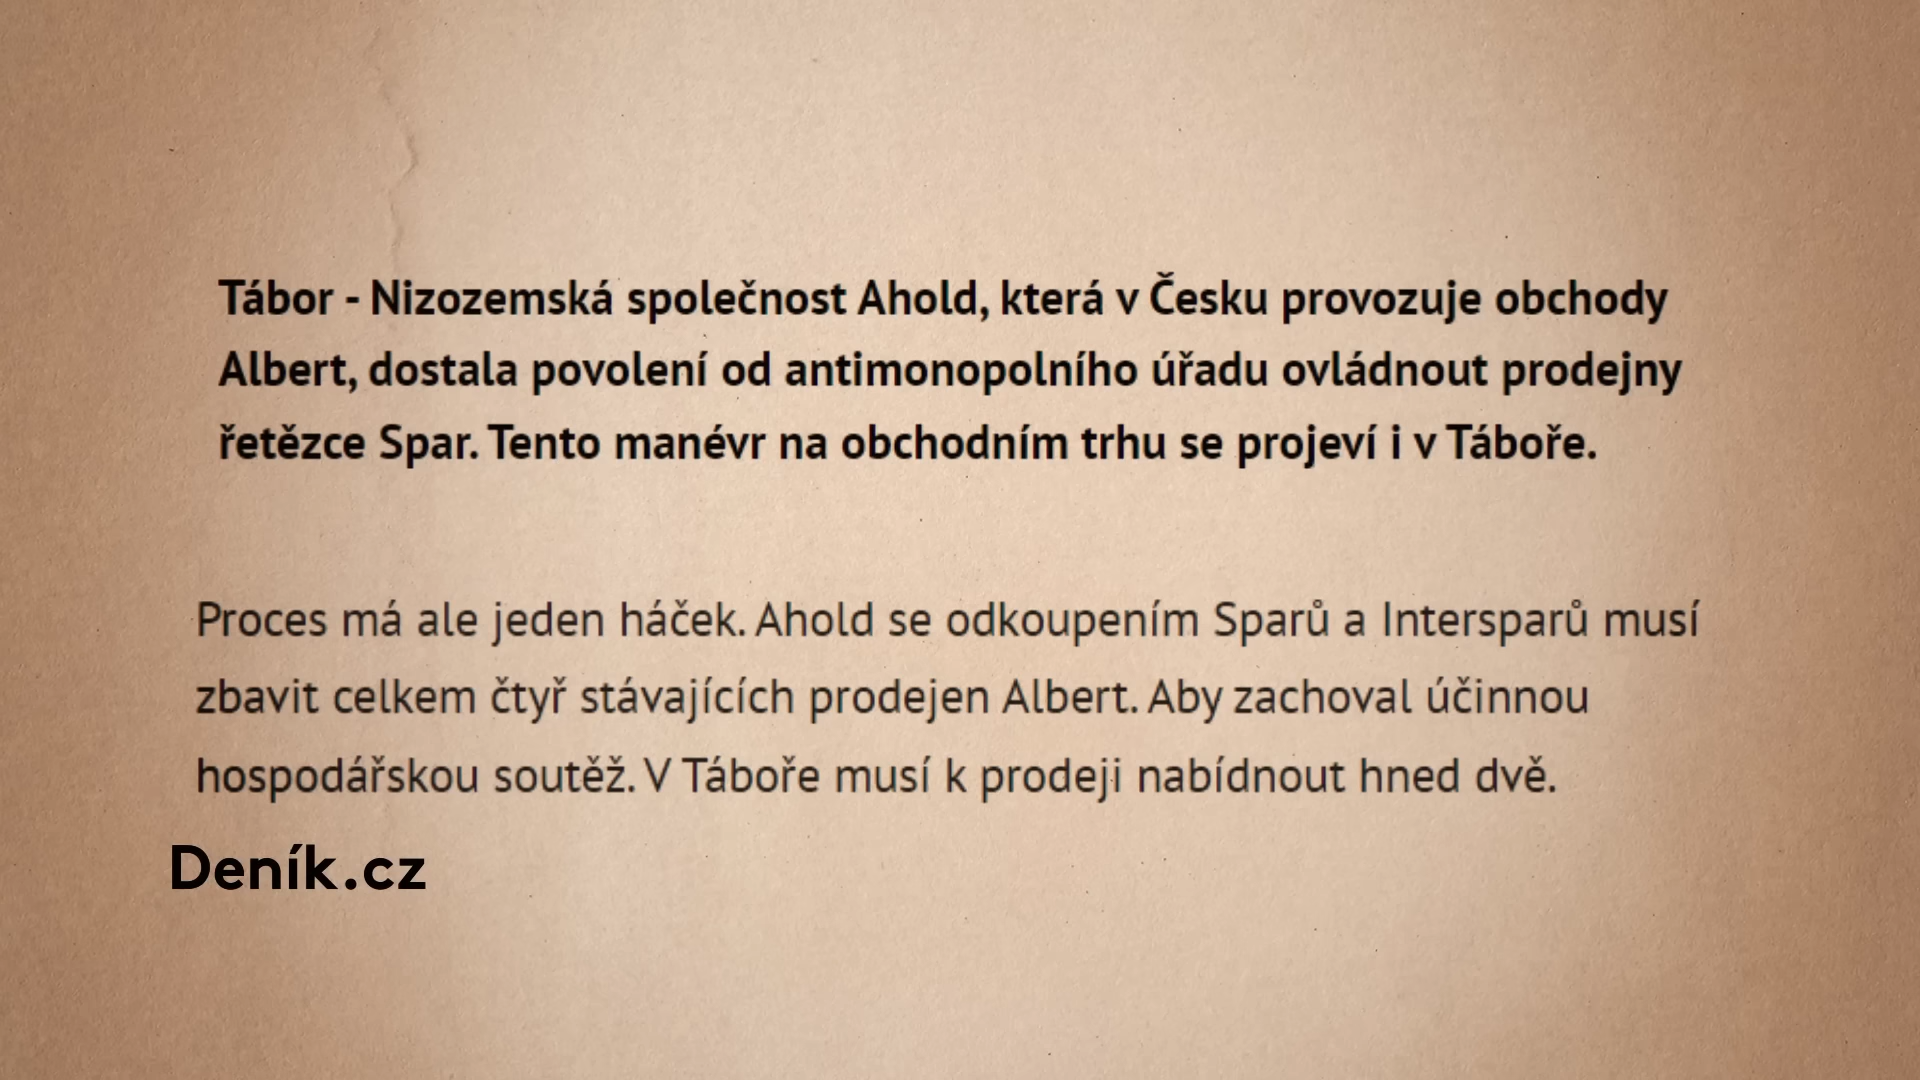 Tábor - Nizozemská společnost Ahold, která v Česku provozuje obchody
Albert, dostala povolení od antimonopolního úřadu ovládnout prodejny
řetězce Spar. Tento manévr na obchodním trhu se projeví i v Táboře.
Proces má ale jeden háček. Ahold se odkoupením Sparů a Intersparů musí
zbavit celkem čtyř stávajících prodejen Albert. Aby zachoval účinnou
hospodářskou soutěž. V Táboře musí k prodeji nabídnout hned dvě.
Deník.cz